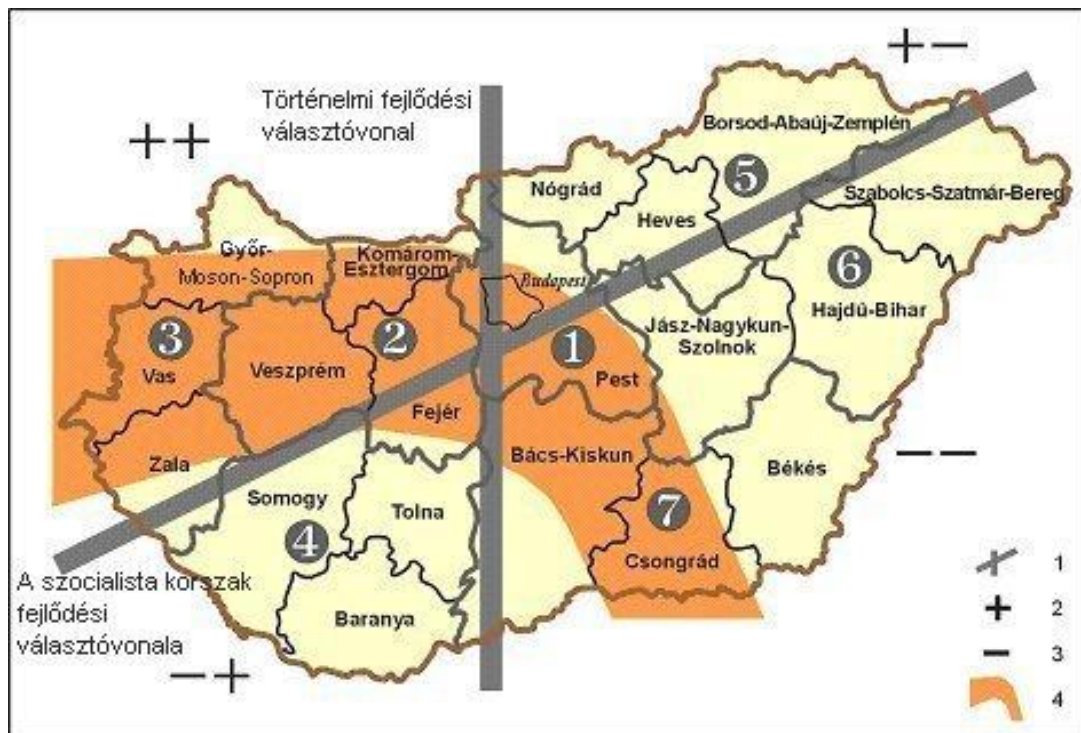 +-
Történelmi fejlődési
választóvonal
++
Borsod-Abaúj-Zemplén
5
Nógrád
Szabolcs-Szatmár-Bereg
Heves
Győr-
Moson-Sopron
Komárom-
Esztergom
Budapest
6
Hajdú-Bihar
3
Vas
2
Veszprém
1
Pest
Jász-Nagykun-
Szolnok
Fejér
Zala
Bács-Kiskun
Békés
--
Somogy
4
Tolna
7
Csongrád
A szocialista korszak
fejlődési
választóvonala
Baranya
-+
1
+ 2
- 3
4